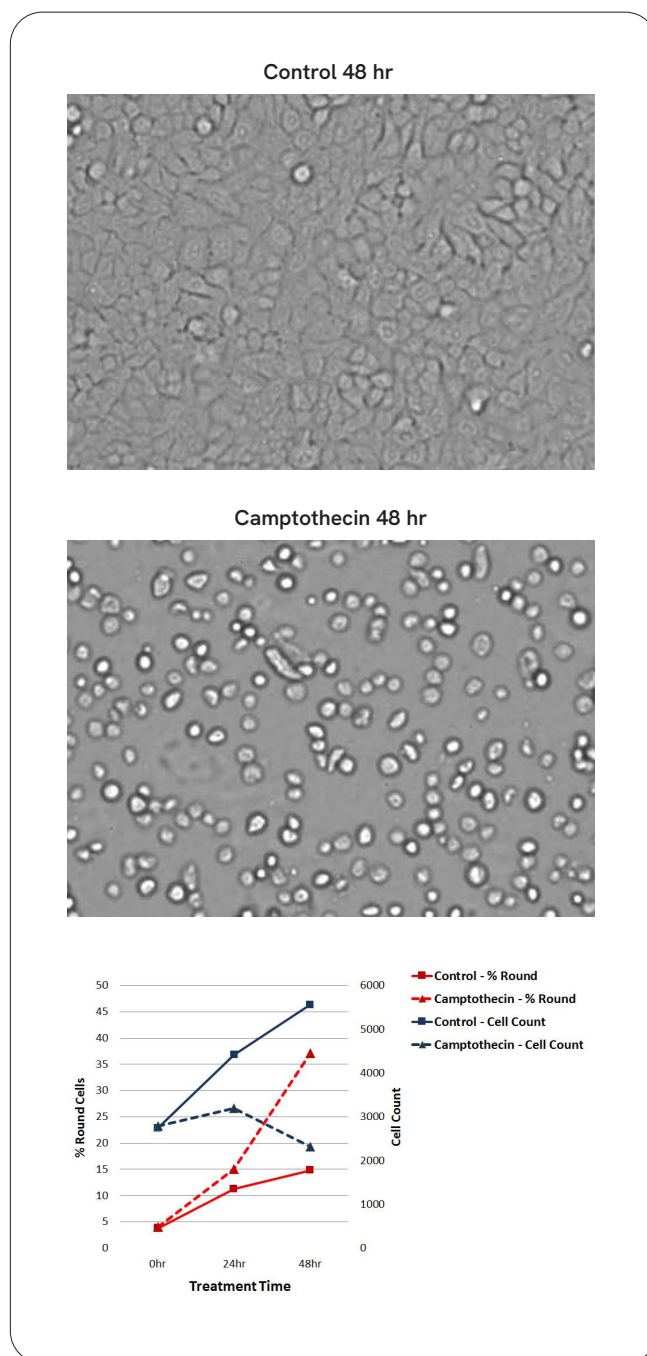 Control 48 hr
Camptothecin 48 hr
50
45
40
35
30
25
20
15
10
5
0
% Round Cells
0hr
24hr
48hr
Treatment Time
6000
5000
4000
3000
2000
1000
0
Cell Count
Control - % Round
Camptothecin - % Round
Control - Cell Count
Camptothecin - Cell Count